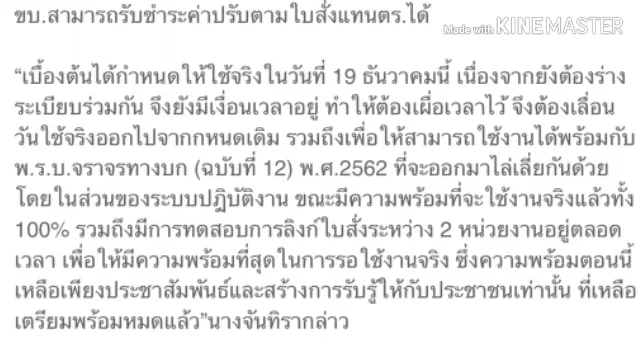 ขบ.สามารถรับชำระค่าปรับตามใบสั่งแทนตร.ได้
Made with KINEMASTER
“เบื้องต้นได้กำหนดให้ใช้จริงในวันที่ 19 ธันวาคมนี้ เนื่องจากยังต้องร่าง
ระเบียบร่วมกัน จึงยังมีเงื่อนเวลาอยู่ ทำให้ต้องเผื่อเวลาไว้ จึงต้องเลื่อน
วันใช้จริงออกไปจากกหนดเดิม รวมถึงเพื่อให้สามารถใช้งานได้พร้อมกับ
พ.ร.บ.จราจรทางบก (ฉบับที่ 12) พ.ศ.2562 ที่จะออกมาไล่เลี่ยกันด้วย
โดยในส่วนของระบบปฎิบัติงาน ขณะมีความพร้อมที่จะใช้งานจริงแล้วทั้ง
100% รวมถึงมีการทดสอบการลิงก์ใบสั่งระหว่าง 2 หน่วยงานอยู่ตลอด
เวลา เพื่อให้มีความพร้อมที่สุดในการรอใช้งานจริง ซึ่งความพร้อมตอนนี้
เหลือเพียงประชาสัมพันธ์และสร้างการรับรู้ให้กับประชาชนเท่านั้น ที่เหลือ
เตรียมพร้อมหมดแล้ว”นางจันทิรากล่าว